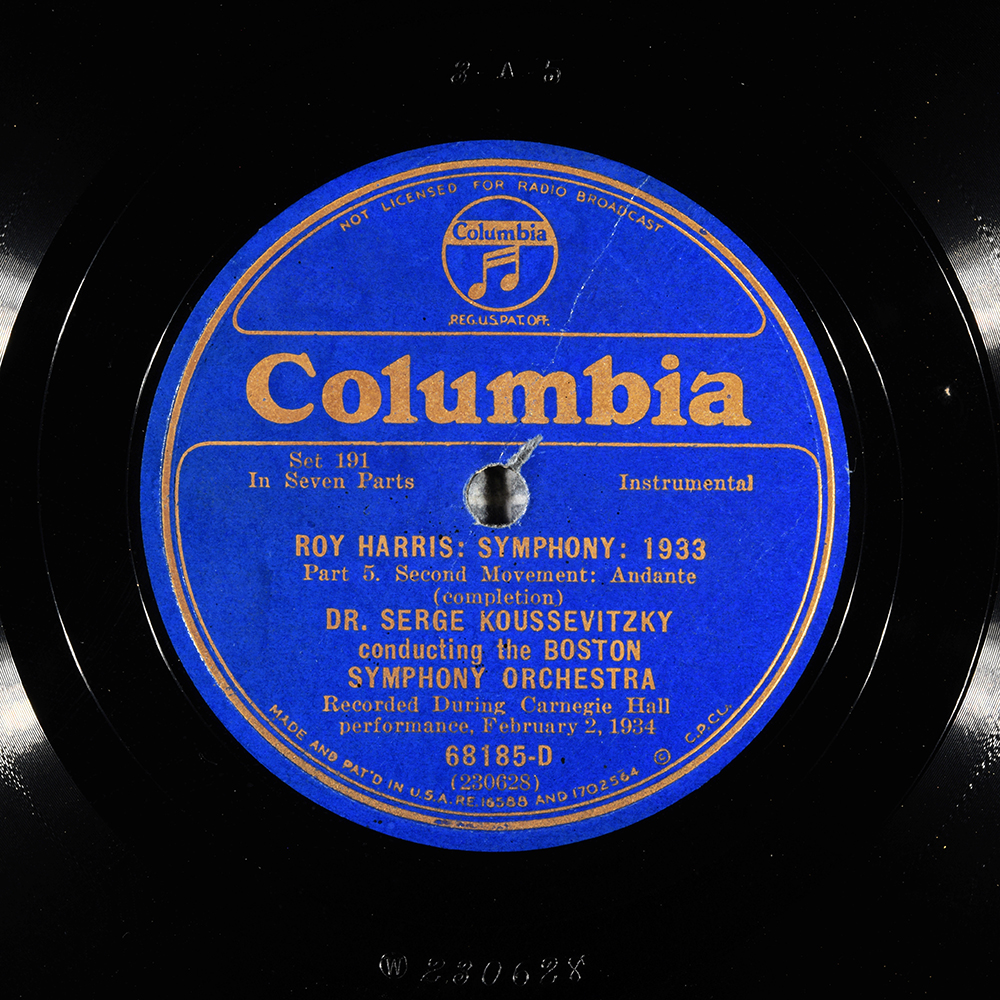 3 - A - 5
NOT LICENSED FOR RADIO BROADCAST
Columbia
REG.U.S.PAT.OFF.
Columbia
Set 191
In Seven Parts
Instrumental
ROY HARRIS: SYMPHONY: 1933
Part 5. Second Movement: Andante
(completion)
DR. SERGE KOUSSEVITZKY
conducting the BOSTON
SYMPHONY ORCHESTRA
Recorded During Carnegie Hall
performance, February 2, 1934
68185-D
(230628)
MADE AND PAT'D IN U.S.A. RE.16588 AND 1702564 © C.P.CO.
W 230628